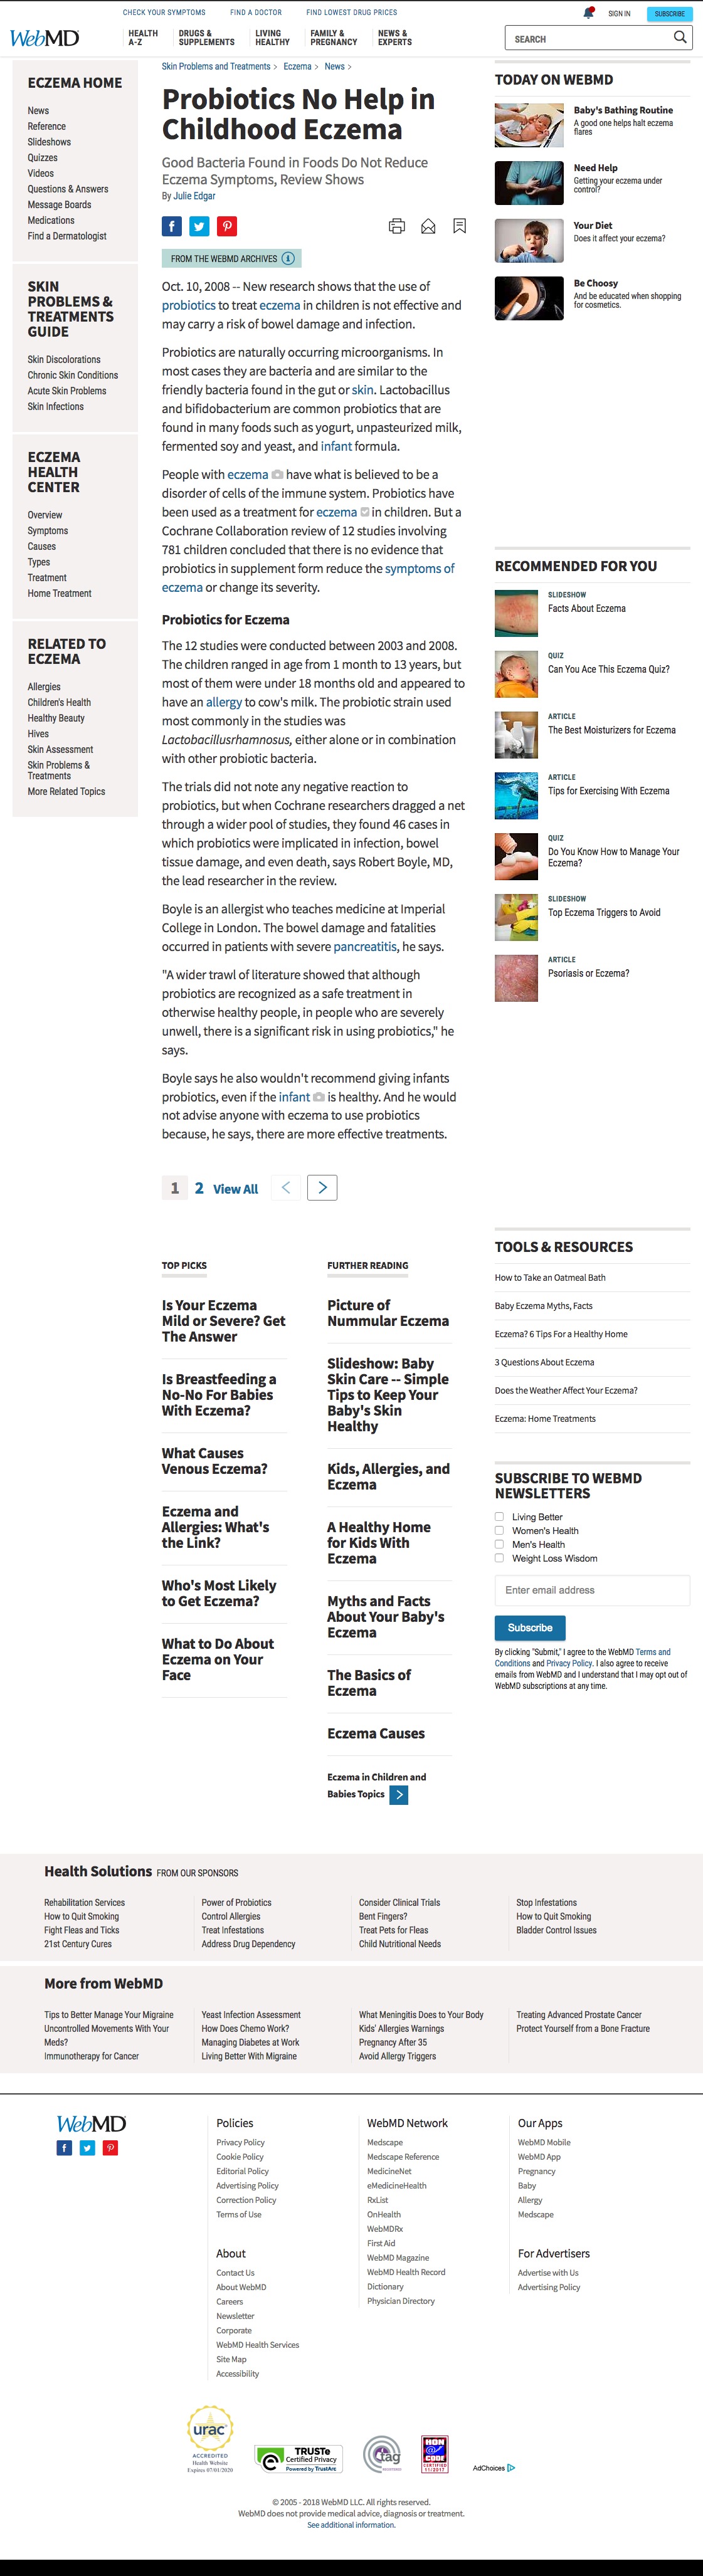 CHECK YOUR SYMPTOMS FIND A DOCTOR FIND LOWEST DRUG PRICES
SIGN IN SUBSCRIBE
WebMD
HEALTH A-Z
DRUGS & SUPPLEMENTS
LIVING HEALTHY
FAMILY & PREGNANCY
NEWS & EXPERTS
SEARCH
ECZEMA HOME
News
Reference
Slideshows
Quizzes
Videos
Questions & Answers
Message Boards
Medications
Find a Dermatologist
SKIN
PROBLEMS &
TREATMENTS
GUIDE
Skin Discolorations
Chronic Skin Conditions
Acute Skin Problems
Skin Infections
ECZEMA
HEALTH
CENTER
Overview
Symptoms
Causes
Types
Treatment
Home Treatment
RELATED TO
ECZEMA
Allergies
Children's Health
Healthy Beauty
Hives
Skin Assessment
Skin Problems &
Treatments
More Related Topics
Skin Problems and Treatments > Eczema > News >
Probiotics No Help in
Childhood Eczema
Good Bacteria Found in Foods Do Not Reduce
Eczema Symptoms, Review Shows
By Julie Edgar
FROM THE WEBMD ARCHIVES
Oct. 10, 2008 -- New research shows that the use of
probiotics to treat eczema in children is not effective and
may carry a risk of bowel damage and infection.
Probiotics are naturally occurring microorganisms. In
most cases they are bacteria and are similar to the
friendly bacteria found in the gut or skin. Lactobacillus
and bifidobacterium are common probiotics that are
found in many foods such as yogurt, unpasteurized milk,
fermented soy and yeast, and infant formula.
People with eczema have what is believed to be a
disorder of cells of the immune system. Probiotics have
been used as a treatment for eczema in children. But a
Cochrane Collaboration review of 12 studies involving
781 children concluded that there is no evidence that
probiotics in supplement form reduce the symptoms of
eczema or change its severity.
Probiotics for Eczema
The 12 studies were conducted between 2003 and 2008.
The children ranged in age from 1 month to 13 years, but
most of them were under 18 months old and appeared to
have an allergy to cow's milk. The probiotic strain used
most commonly in the studies was
Lactobacillusrhamnosus, either alone or in combination
with other probiotic bacteria.
The trials did not note any negative reaction to
probiotics, but when Cochrane researchers dragged a net
through a wider pool of studies, they found 46 cases in
which probiotics were implicated in infection, bowel
tissue damage, and even death, says Robert Boyle, MD,
the lead researcher in the review.
Boyle is an allergist who teaches medicine at Imperial
College in London. The bowel damage and fatalities
occurred in patients with severe pancreatitis, he says.
"A wider trawl of literature showed that although
probiotics are recognized as a safe treatment in
otherwise healthy people, in people who are severely
unwell, there is a significant risk in using probiotics," he
says.
Boyle says he also wouldn't recommend giving infants
probiotics, even if the infant is healthy. And he would
not advise anyone with eczema to use probiotics
because, he says, there are more effective treatments.
1 2 View All < >
TODAY ON WEBMD
Baby's Bathing Routine
A good one helps halt eczema
flares
Need Help
Getting your eczema under
control?
Your Diet
Does it affect your eczema?
Be Choosy
And be educated when shopping
for cosmetics.
RECOMMENDED FOR YOU
SLIDESHOW
Facts About Eczema
QUIZ
Can You Ace This Eczema Quiz?
ARTICLE
The Best Moisturizers for Eczema
ARTICLE
Tips for Exercising With Eczema
QUIZ
Do You Know How to Manage Your
Eczema?
SLIDESHOW
Top Eczema Triggers to Avoid
ARTICLE
Psoriasis or Eczema?
TOP PICKS
Is Your Eczema
Mild or Severe? Get
The Answer
Is Breastfeeding a
No-No For Babies
With Eczema?
What Causes
Venous Eczema?
Eczema and
Allergies: What's
the Link?
Who's Most Likely
to Get Eczema?
What to Do About
Eczema on Your
Face
FURTHER READING
Picture of
Nummular Eczema
Slideshow: Baby
Skin Care -- Simple
Tips to Keep Your
Baby's Skin
Healthy
Kids, Allergies, and
Eczema
A Healthy Home
for Kids With
Eczema
Myths and Facts
About Your Baby's
Eczema
The Basics of
Eczema
Eczema Causes
Eczema in Children and
Babies Topics
TOOLS & RESOURCES
How to Take an Oatmeal Bath
Baby Eczema Myths, Facts
Eczema? 6 Tips For a Healthy Home
3 Questions About Eczema
Does the Weather Affect Your Eczema?
Eczema: Home Treatments
SUBSCRIBE TO WEBMD
NEWSLETTERS
Living Better
Women's Health
Men's Health
Weight Loss Wisdom
Enter email address
Subscribe
By clicking "Submit," I agree to the WebMD Terms and
Conditions and Privacy Policy. I also agree to receive
emails from WebMD and I understand that I may opt out of
WebMD subscriptions at any time.
Health Solutions FROM OUR SPONSORS
Rehabilitation Services
How to Quit Smoking
Fight Fleas and Ticks
21st Century Cures
Power of Probiotics
Control Allergies
Treat Infestations
Address Drug Dependency
Consider Clinical Trials
Bent Fingers?
Treat Pets for Fleas
Child Nutritional Needs
Stop Infestations
How to Quit Smoking
Bladder Control Issues
More from WebMD
Tips to Better Manage Your Migraine
Uncontrolled Movements With Your
Meds?
Immunotherapy for Cancer
Yeast Infection Assessment
How Does Chemo Work?
Managing Diabetes at Work
Living Better With Migraine
What Meningitis Does to Your Body
Kids' Allergies Warnings
Pregnancy After 35
Avoid Allergy Triggers
Treating Advanced Prostate Cancer
Protect Yourself from a Bone Fracture
WebMD
Policies
Privacy Policy
Cookie Policy
Editorial Policy
Advertising Policy
Correction Policy
Terms of Use
About
Contact Us
About WebMD
Careers
Newsletter
Corporate
WebMD Health Services
Site Map
Accessibility
WebMD Network
Medscape
Medscape Reference
MedicineNet
eMedicineHealth
RxList
OnHealth
WebMDRx
First Aid
WebMD Magazine
WebMD Health Record
Dictionary
Physician Directory
Our Apps
WebMD Mobile
WebMD App
Pregnancy
Baby
Allergy
Medscape
For Advertisers
Advertise with Us
Advertising Policy
urac
ACCREDITED
Health Website
Expires 07/01/2020
TRUSTe
Certified Privacy
Powered by TrustArc
tag
HON
@CODE
CERTIFIED
11/2017
AdChoices
© 2005 - 2018 WebMD LLC. All rights reserved.
WebMD does not provide medical advice, diagnosis or treatment.
See additional information.